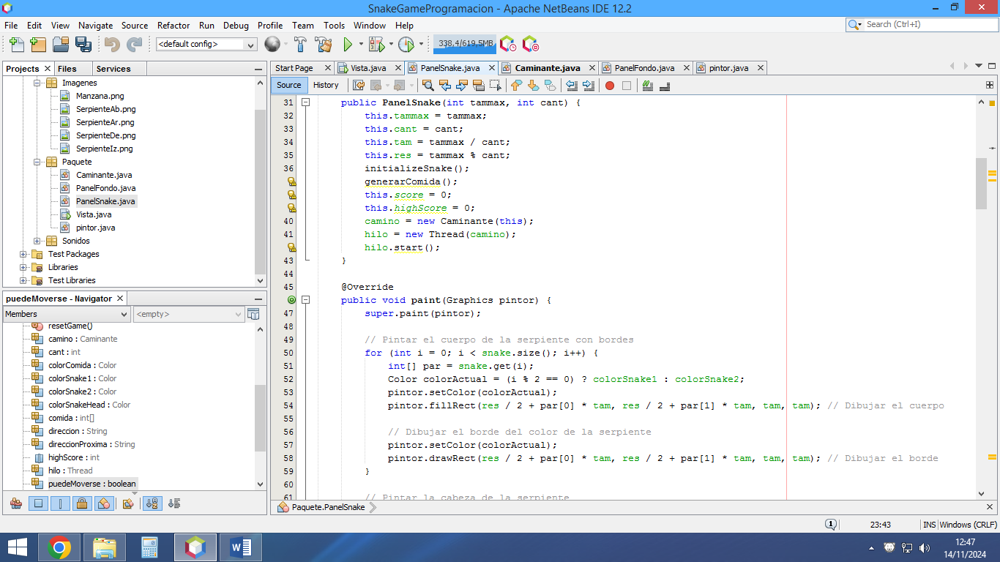 SnakeGameProgramacion - Apache NetBeans IDE 12.2
File Edit View Navigate Source Refactor Run Debug Profile Team Tools Window Help
Search (Ctrl+I)
<default config>
338,4/619,5MB
Projects Files Services
Imagenes
Manzana.png
SerpienteAb.png
SerpienteAr.png
SerpienteDe.png
SerpienteIz.png
Paquete
Caminante.java
PanelFondo.java
PanelSnake.java
Vista.java
pintor.java
Sonidos
Test Packages
Libraries
Test Libraries
puedeMoverse - Navigator
Members
<empty>
resetGame()
camino : Caminante
cant : int
colorComida : Color
colorSnake1 : Color
colorSnake2 : Color
colorSnakeHead : Color
comida : int[]
direccion : String
direccionProxima : String
highScore : int
hilo : Thread
puedeMoverse : boolean
Start Page Vista.java PanelSnake.java Caminante.java PanelFondo.java pintor.java
Source History
31 public PanelSnake(int tammax, int cant) {
32 this.tammax = tammax;
33 this.cant = cant;
34 this.tam = tammax / cant;
35 this.res = tammax % cant;
36 initializeSnake();
generarComida();
this.score = 0;
this.highScore = 0;
40 camino = new Caminante(this);
41 hilo = new Thread(camino);
hilo.start();
43 }
44
45 @Override
public void paint(Graphics pintor) {
47 super.paint(pintor);
48
49 // Pintar el cuerpo de la serpiente con bordes
50 for (int i = 0; i < snake.size(); i++) {
51 int[] par = snake.get(i);
52 Color colorActual = (i % 2 == 0) ? colorSnake1 : colorSnake2;
53 pintor.setColor(colorActual);
54 pintor.fillRect(res / 2 + par[0] * tam, res / 2 + par[1] * tam, tam, tam); // Dibujar el cuerpo
55
56 // Dibujar el borde del color de la serpiente
57 pintor.setColor(colorActual);
58 pintor.drawRect(res / 2 + par[0] * tam, res / 2 + par[1] * tam, tam, tam); // Dibujar el borde
59 }
60
61 // Pintar la cabeza de la serpiente
Paquete.PanelSnake
1
23:43
INS
Windows (CRLF)
12:47
14/11/2024